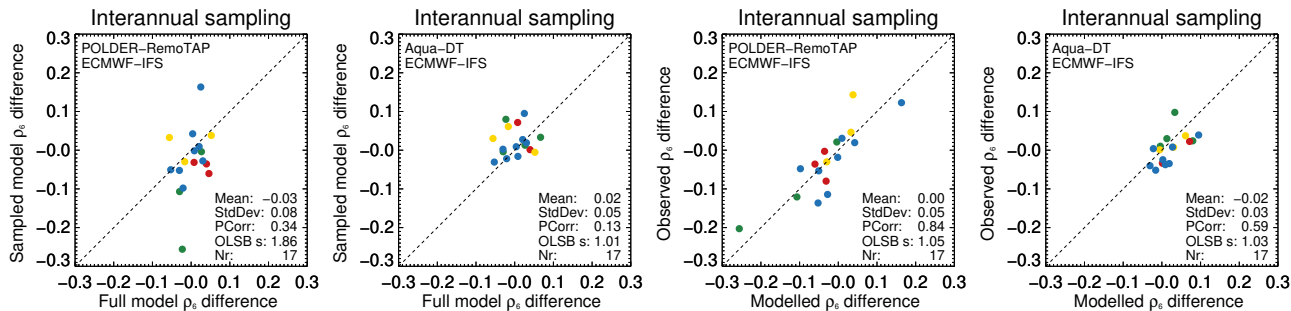 Interannual sampling
POLDER-RemoTAP
ECMWF-IFS
Sampled model ρ₆ difference
0.3
0.2
0.1
-0.0
-0.1
-0.2
-0.3
Mean: -0.03
StdDev: 0.08
PCorr: 0.34
OLSB s: 1.86
Nr: 17
-0.3 -0.2 -0.1 -0.0 0.1 0.2 0.3
Full model ρ₆ difference
Interannual sampling
Aqua-DT
ECMWF-IFS
Sampled model ρ₆ difference
0.3
0.2
0.1
-0.0
-0.1
-0.2
-0.3
Mean: 0.02
StdDev: 0.05
PCorr: 0.13
OLSB s: 1.01
Nr: 17
-0.3 -0.2 -0.1 -0.0 0.1 0.2 0.3
Full model ρ₆ difference
Interannual sampling
POLDER-RemoTAP
ECMWF-IFS
Observed ρ₆ difference
0.3
0.2
0.1
-0.0
-0.1
-0.2
-0.3
Mean: 0.00
StdDev: 0.05
PCorr: 0.84
OLSB s: 1.05
Nr: 17
-0.3 -0.2 -0.1 -0.0 0.1 0.2 0.3
Modelled ρ₆ difference
Interannual sampling
Aqua-DT
ECMWF-IFS
Observed ρ₆ difference
0.3
0.2
0.1
-0.0
-0.1
-0.2
-0.3
Mean: -0.02
StdDev: 0.03
PCorr: 0.59
OLSB s: 1.03
Nr: 17
-0.3 -0.2 -0.1 -0.0 0.1 0.2 0.3
Modelled ρ₆ difference